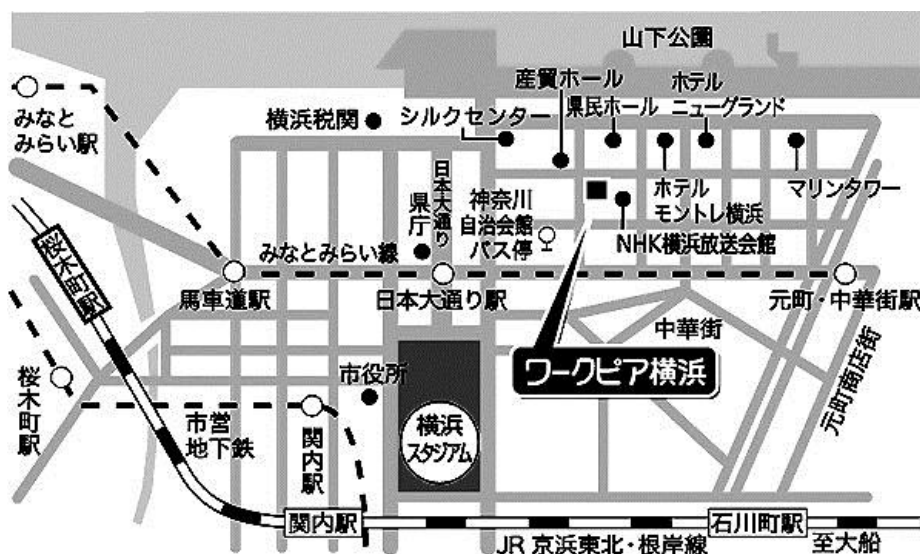 山下公園
産貿ホール
ホテル
ニューグランド
県民ホール
シルクセンター
横浜税関
みなと
みらい駅
日本大通り
神奈川
自治会館
バス停
県庁
ホテル
モントレ横浜
マリンタワー
NHK横浜放送会館
みなとみらい線
桜木町駅
馬車道駅
日本大通り駅
元町・中華街駅
中華街
ワークピア横浜
元町商店街
桜木町駅
市役所
市営
地下鉄
関内駅
横浜
スタジアム
関内駅
石川町駅
JR 京浜東北・根岸線
至大船